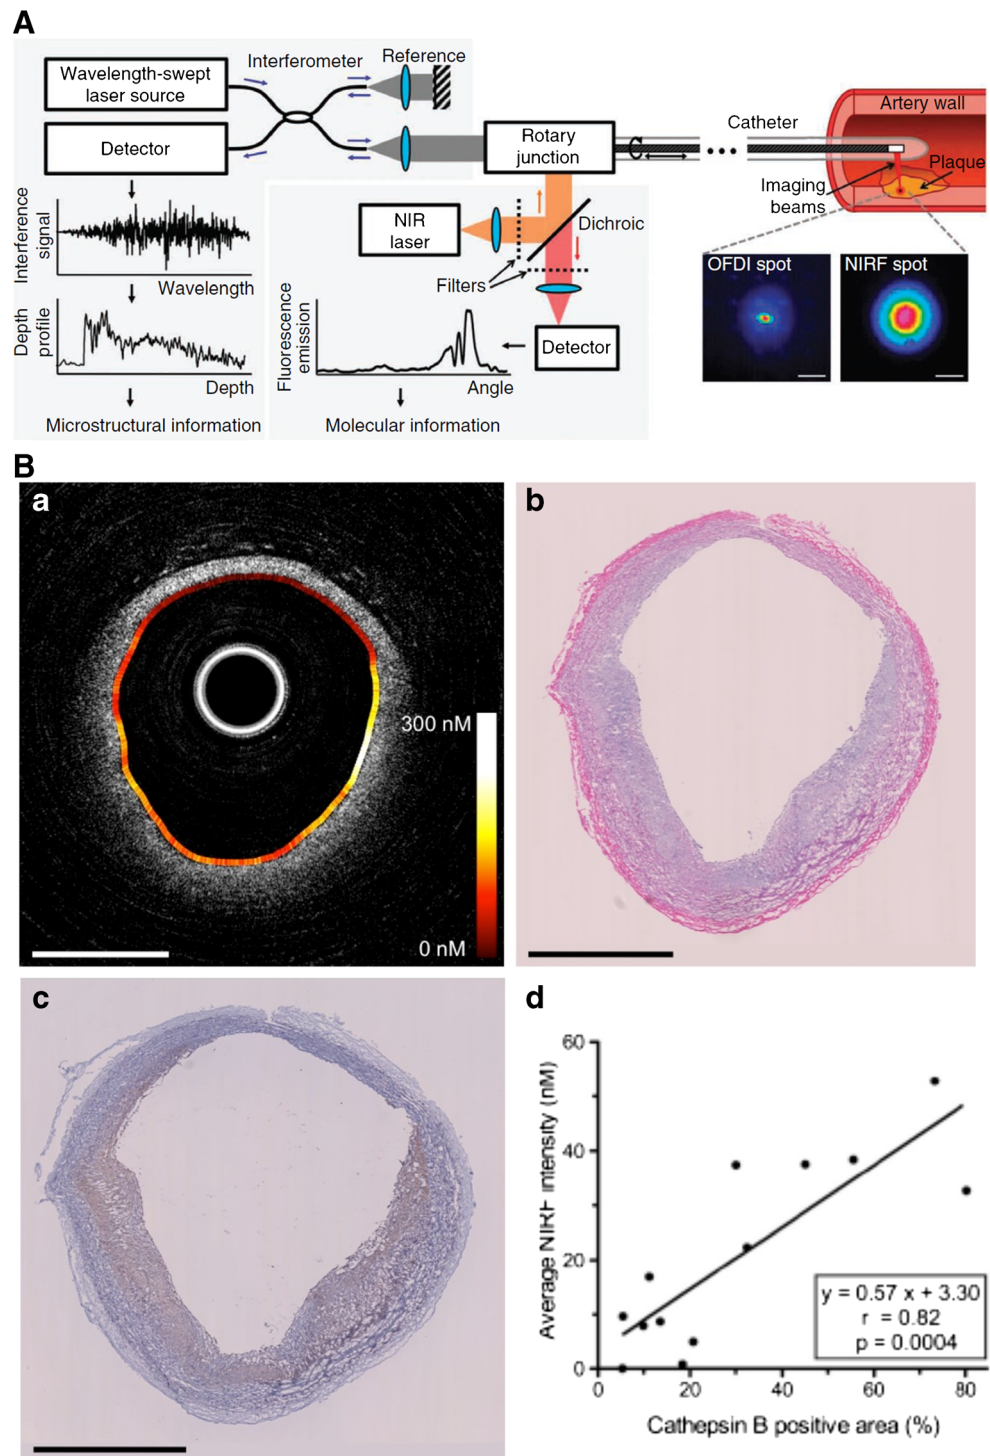 A
Wavelength-swept
laser source
Interferometer
Reference
Detector
Rotary
junction
Catheter
Artery wall
Plaque
Imaging
beams
Interference
signal
Wavelength
NIR
laser
Dichroic
Filters
OFDI spot
NIRF spot
Depth
profile
Depth
Fluorescence
emission
Detector
Angle
Microstructural information
Molecular information
B
a
300 nM
0 nM
b
c
d
Average NIRF intensity (nM)
60
40
20
0
y = 0.57 x + 3.30
r = 0.82
p = 0.0004
0
20
40
60
80
Cathepsin B positive area (%)